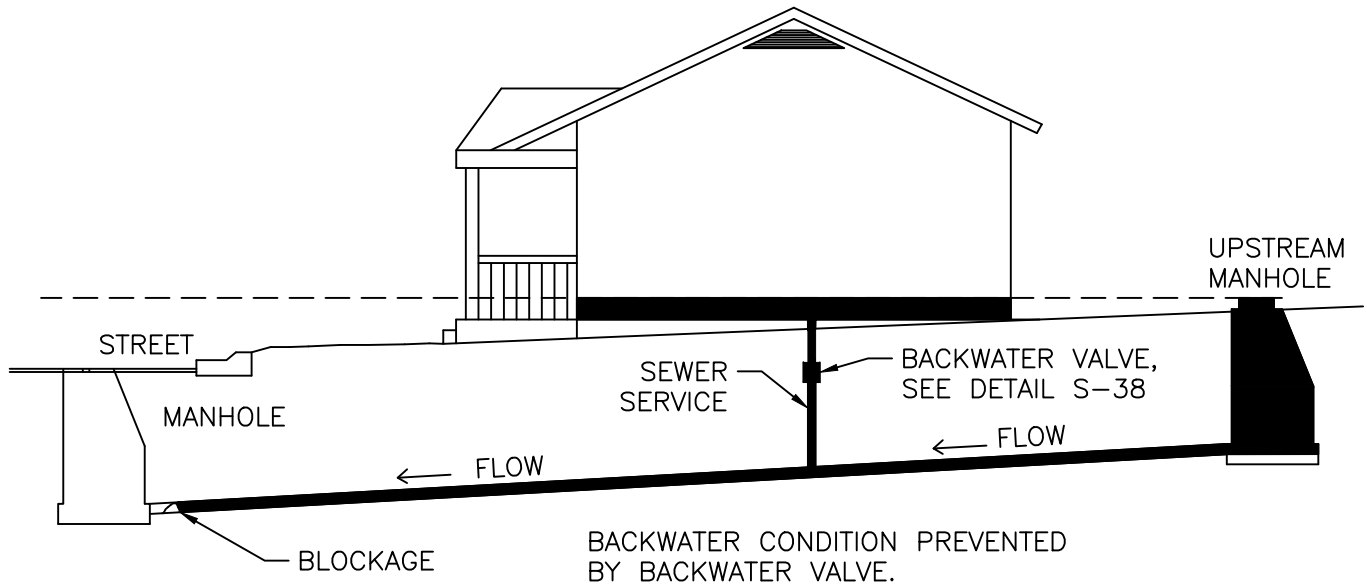 UPSTREAM
MANHOLE
STREET
MANHOLE
SEWER
SERVICE
BACKWATER VALVE,
SEE DETAIL S-38
FLOW
FLOW
BLOCKAGE
BACKWATER CONDITION PREVENTED
BY BACKWATER VALVE.